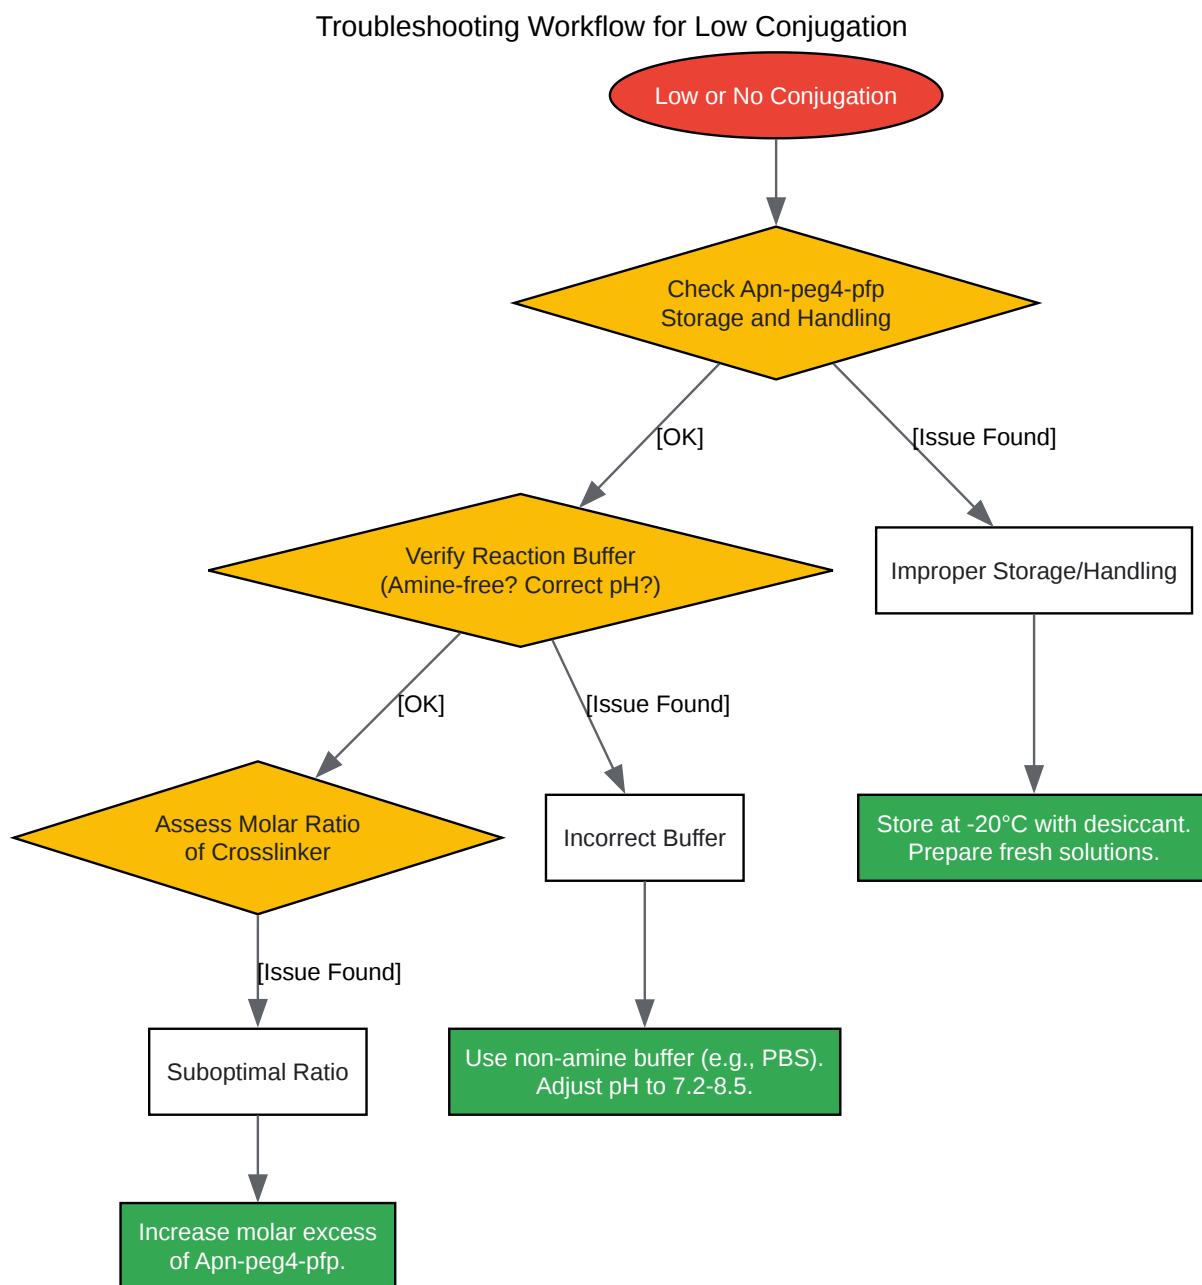 Troubleshooting Workflow for Low Conjugation
Low or No Conjugation
Check Apn-peg4-pfp
Storage and Handling
[OK]
[Issue Found]
Verify Reaction Buffer
(Amine-free? Correct pH?)
Improper Storage/Handling
[OK]
[Issue Found]
Assess Molar Ratio
of Crosslinker
Incorrect Buffer
Store at -20°C with desiccant.
Prepare fresh solutions.
[Issue Found]
Suboptimal Ratio
Use non-amine buffer (e.g., PBS).
Adjust pH to 7.2-8.5.
Increase molar excess
of Apn-peg4-pfp.